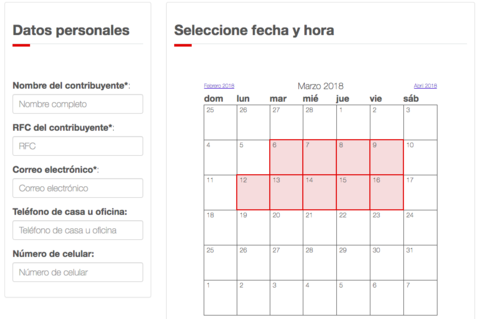 Datos personales
Nombre del contribuyente*:
Nombre completo
RFC del contribuyente*:
RFC
Correo electrónico*:
Correo electrónico
Teléfono de casa u oficina:
Teléfono de casa u oficina
Número de celular:
Número de celular
Seleccione fecha y hora
Febrero 2018 Marzo 2018 Abril 2018
dom lun mar mié jue vie sáb
25 26 27 28 1 2 3
4 5 6 7 8 9 10
11 12 13 14 15 16 17
18 19 20 21 22 23 24
25 26 27 28 29 30 31
1 2 3 4 5 6 7